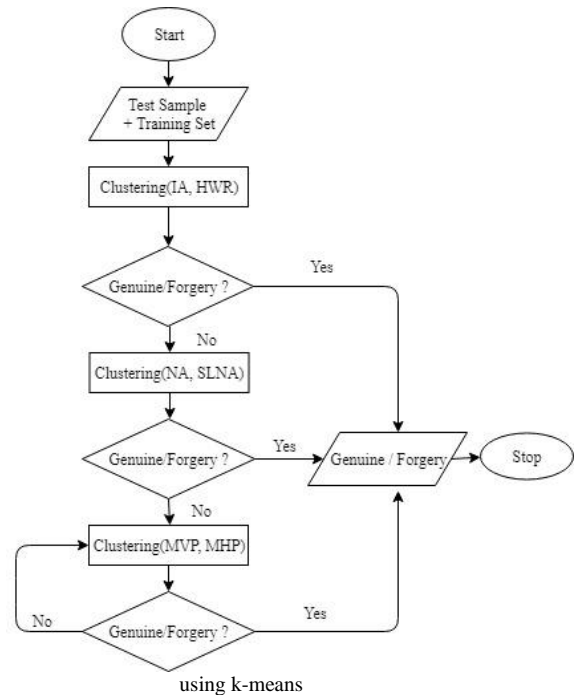 Start
Test Sample
+ Training Set
Clustering(IA, HWR)
Genuine/Forgery ?
Yes
No
Clustering(NA, SLNA)
Genuine/Forgery ?
Yes
Genuine / Forgery
Stop
No
Clustering(MVP, MHP)
No
Genuine/Forgery ?
Yes
using k-means